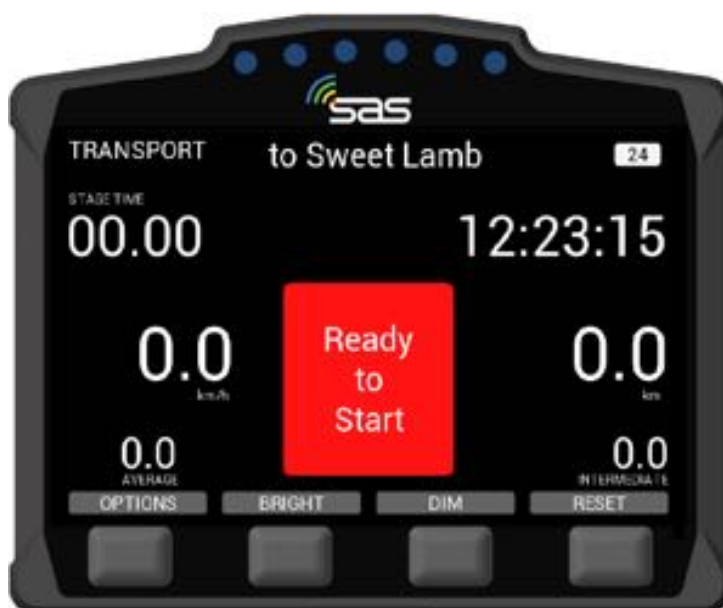 sas
TRANSPORT to Sweet Lamb 24
STAGE TIME
00.00 12:23:15
Ready
to
Start
0.0 0.0
km/h km
0.0 0.0
AVERAGE INTERMEDIATE
OPTIONS BRIGHT DIM RESET